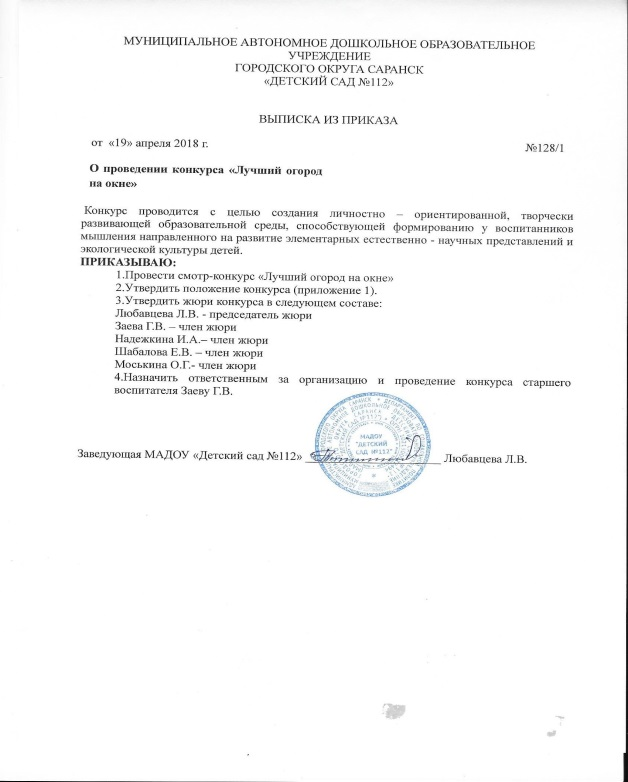 МУНИЦИПАЛЬНОЕ АВТОНОМНОЕ ДОШКОЛЬНОЕ ОБРАЗОВАТЕЛЬНОЕ
УЧРЕЖДЕНИЕ
ГОРОДСКОГО ОКРУГА САРАНСК
«ДЕТСКИЙ САД №112»
ВЫПИСКА ИЗ ПРИКАЗА
от «19» апреля 2018 г.
№128/1
О проведении конкурса «Лучший огород
на окне»
Конкурс проводится с целью создания личностно – ориентированной, творчески
развивающей образовательной среды, способствующей формированию у воспитанников
мышления направленного на развитие элементарных естественно - научных представлений и
экологической культуры детей.
ПРИКАЗЫВАЮ:
1.Провести смотр-конкурс «Лучший огород на окне»
2.Утвердить положение конкурса (приложение 1).
3.Утвердить жюри конкурса в следующем составе:
Любавцева Л.В. - председатель жюри
Заева Г.В. – член жюри
Надежкина И.А.– член жюри
Шабалова Е.В. – член жюри
Моськина О.Г.- член жюри
4.Назначить ответственным за организацию и проведение конкурса старшего
воспитателя Заеву Г.В.
МАДОУ
"ДЕТСКИЙ
САД №112"
Заведующая МАДОУ «Детский сад №112» Любавцева Л.В.